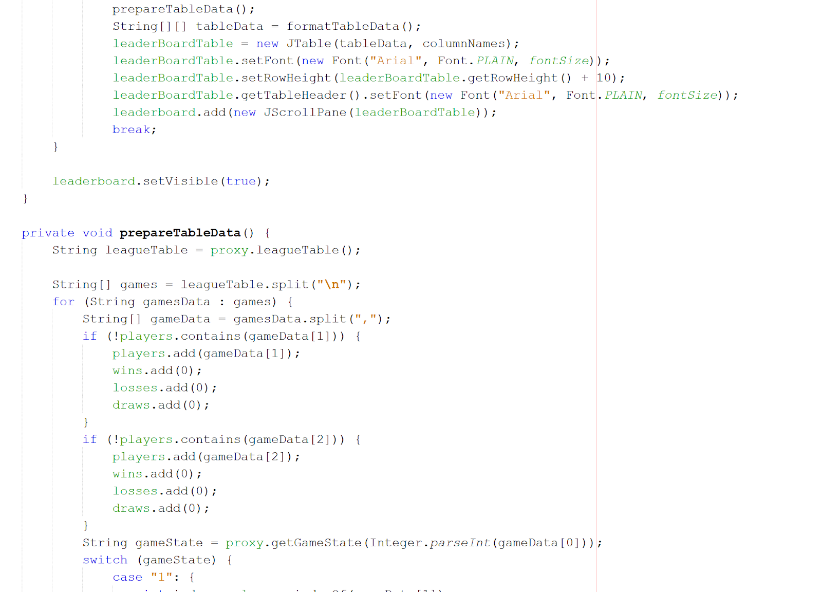 prepareTableData();
String[][] tableData = formatTableData();
leaderBoardTable = new JTable(tableData, columnNames);
leaderBoardTable.setFont(new Font("Arial", Font.PLAIN, fontSize));
leaderBoardTable.setRowHeight(leaderBoardTable.getRowHeight() + 10);
leaderBoardTable.getTableHeader().setFont(new Font("Arial", Font.PLAIN, fontSize));
leaderboard.add(new JScrollPane(leaderBoardTable));
break;
}
leaderboard.setVisible(true);
}
private void prepareTableData() {
String leagueTable = proxy.leagueTable();
String[] games = leagueTable.split("\n");
for (String gamesData : games) {
String[] gameData = gamesData.split(",");
if (!players.contains(gameData[1])) {
players.add(gameData[1]);
wins.add(0);
losses.add(0);
draws.add(0);
}
if (!players.contains(gameData[2])) {
players.add(gameData[2]);
wins.add(0);
losses.add(0);
draws.add(0);
}
String gameState = proxy.getGameState(Integer.parseInt(gameData[0]));
switch (gameState) {
case "1": {